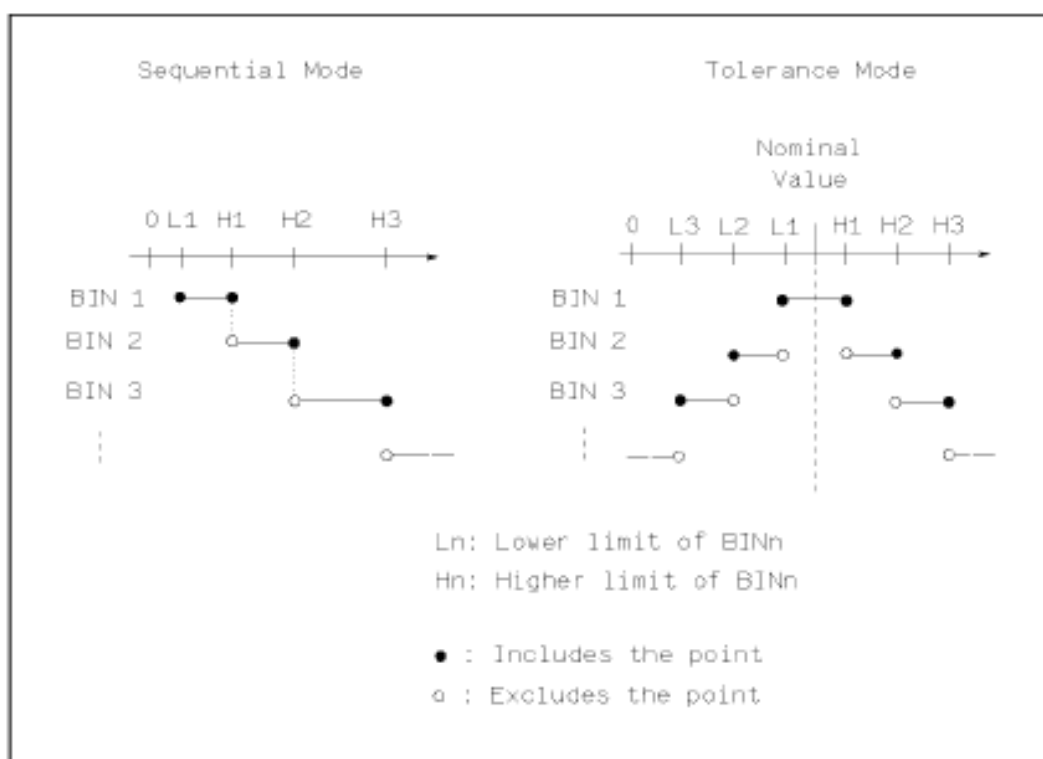 Sequential Mode
Tolerance Mode
Nominal
Value
0 L1 H1 H2 H3
0 L3 L2 L1 H1 H2 H3
BIN 1
BIN 1
BIN 2
BIN 2
BIN 3
BIN 3
Ln: Lower limit of BINn
Hn: Higher limit of BINn
● : Includes the point
○ : Excludes the point